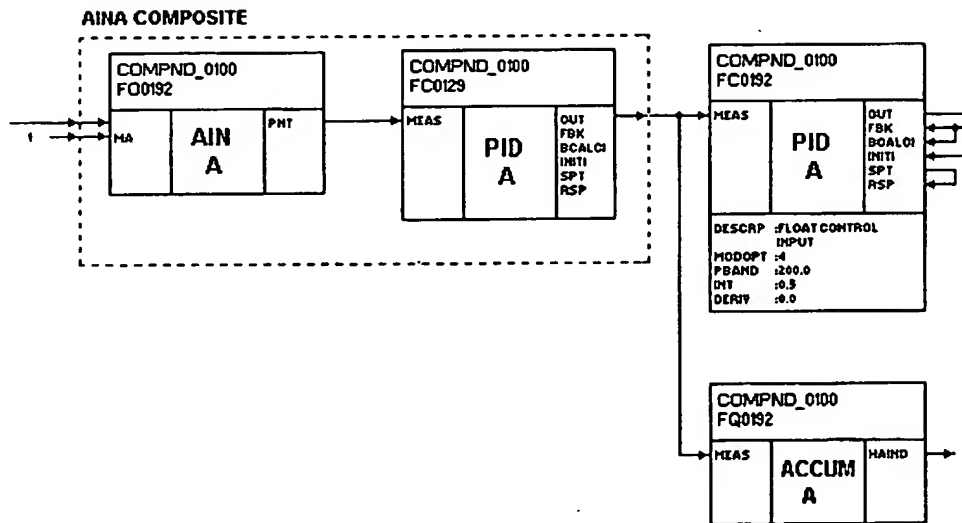 AINA COMPOSITE
COMPND_0100
FO0192
MA
AIN
A
PNT
1
COMPND_0100
FC0129
MEAS
PID
A
OUT
FBK
BCALCI
INITI
SPT
RSP
COMPND_0100
FC0192
MEAS
PID
A
OUT
FBK
BCALCI
INITI
SPT
RSP
DESCRP :FLOAT CONTROL
INPUT
MODOPT :4
PBAND :200.0
INT :0.5
DERIV :0.0
COMPND_0100
FQ0192
MEAS
ACCUM
A